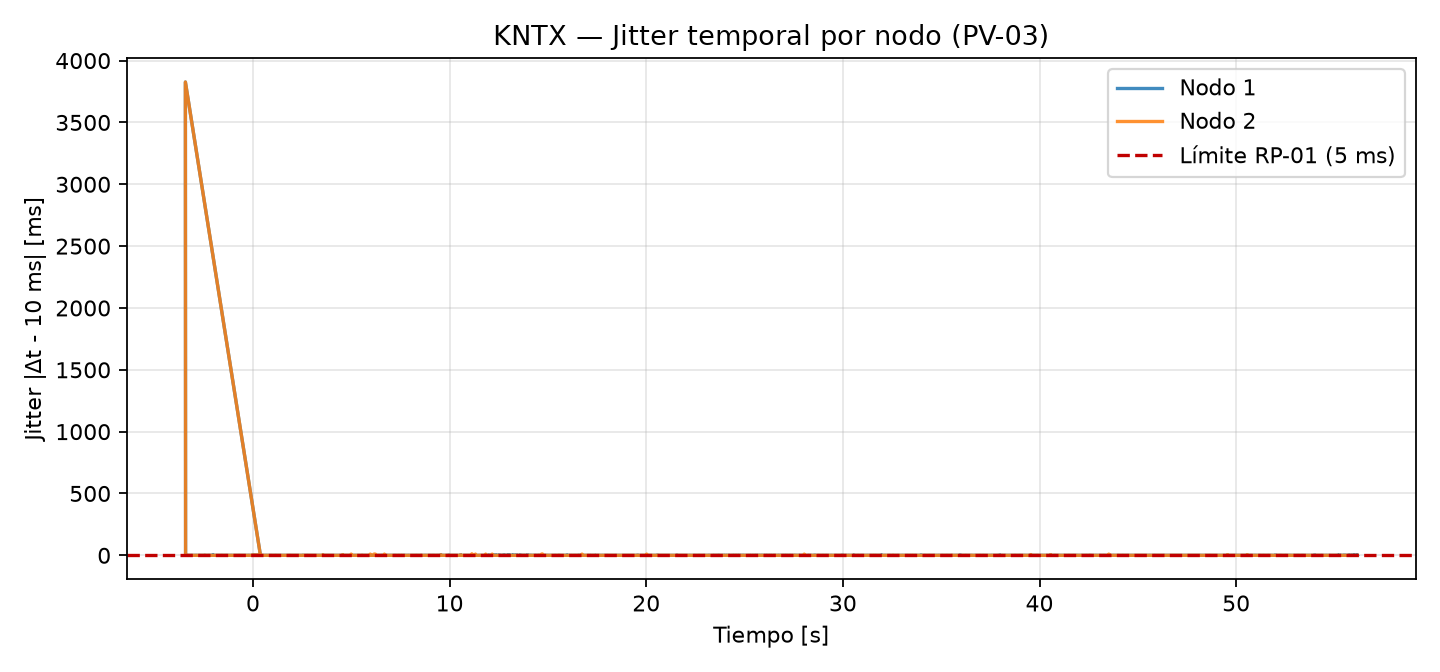 KNTX — Jitter temporal por nodo (PV-03)
Jitter |Δt - 10 ms| [ms]
4000
3500
3000
2500
2000
1500
1000
500
0
Nodo 1
Nodo 2
Límite RP-01 (5 ms)
0 10 20 30 40 50
Tiempo [s]